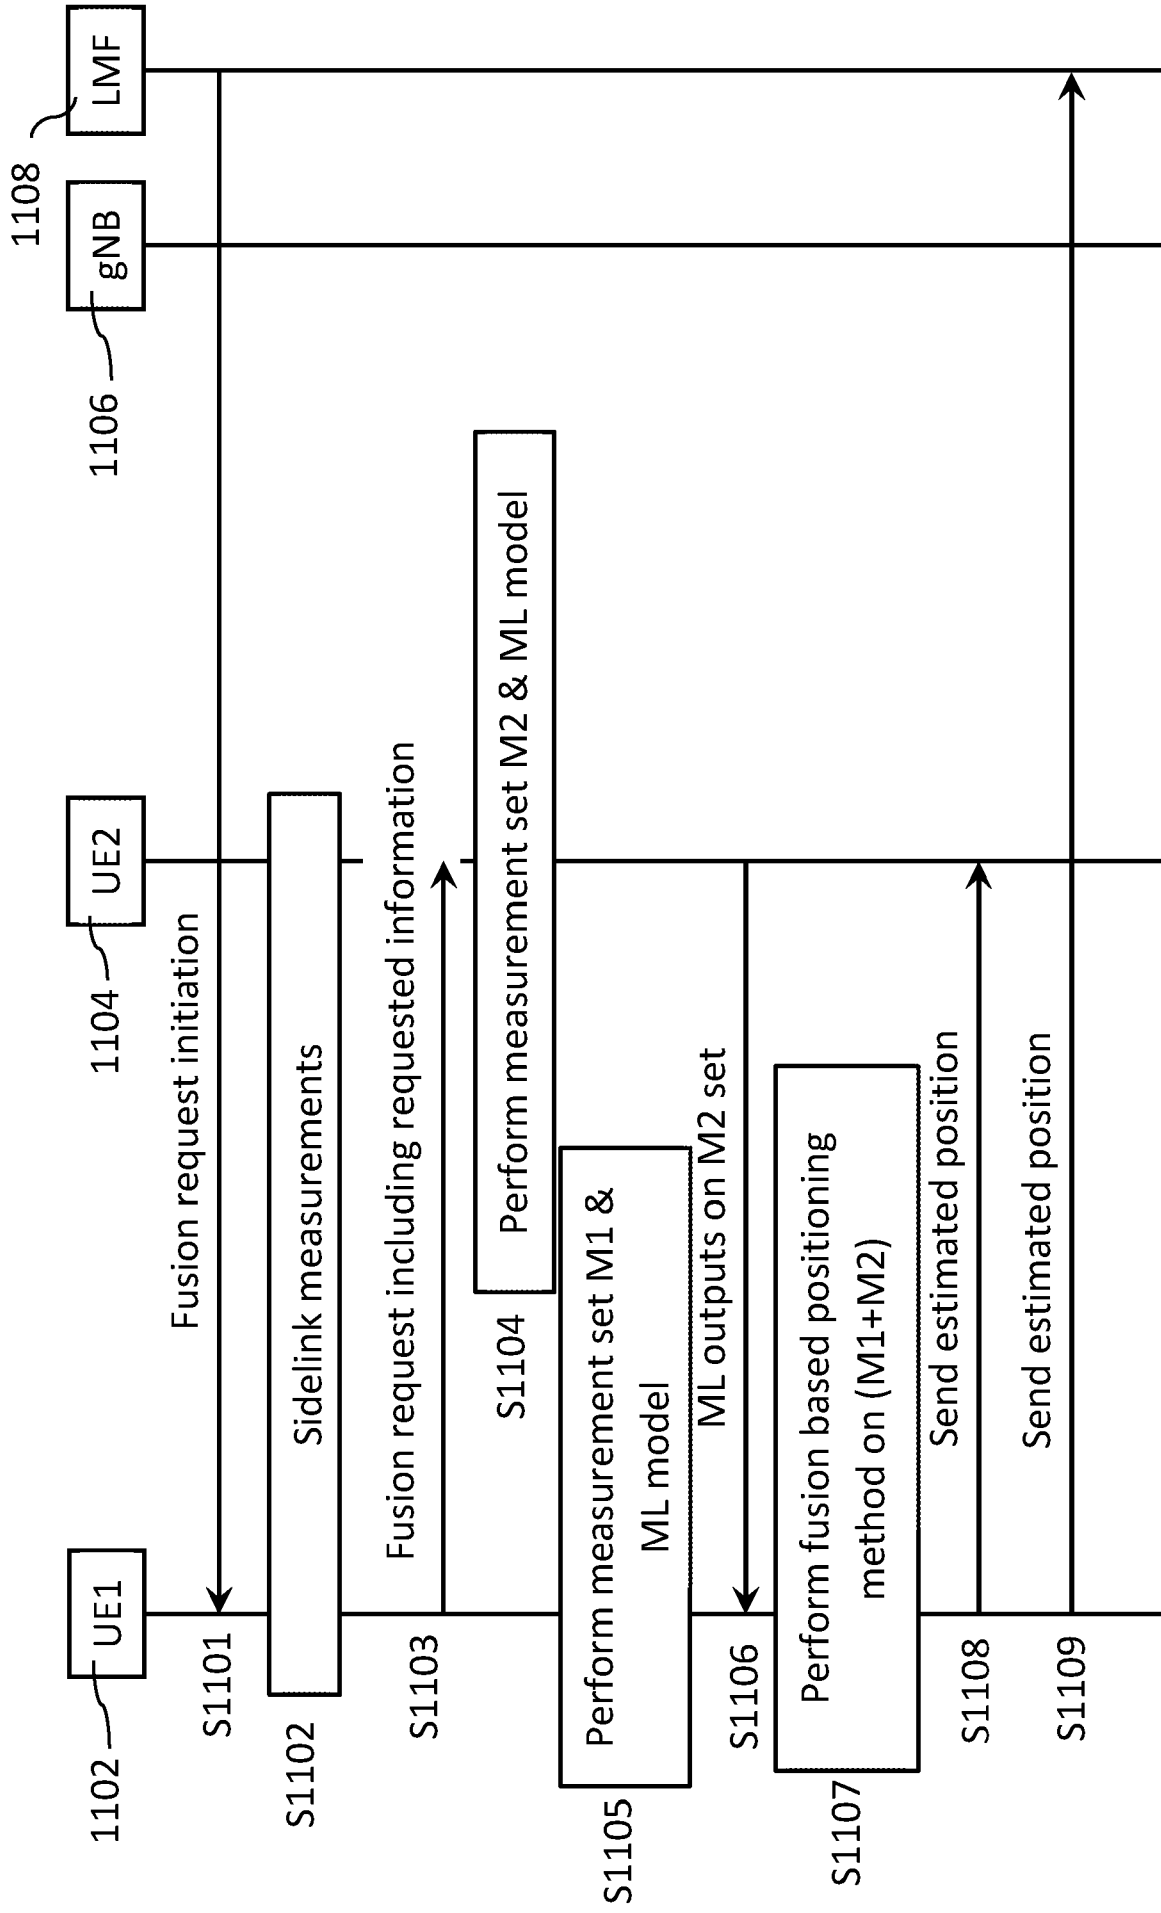 1102
UE1
1104
UE2
1106
gNB
1108
LMF
S1101
Fusion request initiation
S1102
Sidelink measurements
S1103
Fusion request including requested information
S1104
Perform measurement set M2 & ML model
S1105
Perform measurement set M1 &
ML model
S1106
ML outputs on M2 set
S1107
Perform fusion based positioning
method on (M1+M2)
S1108
Send estimated position
S1109
Send estimated position